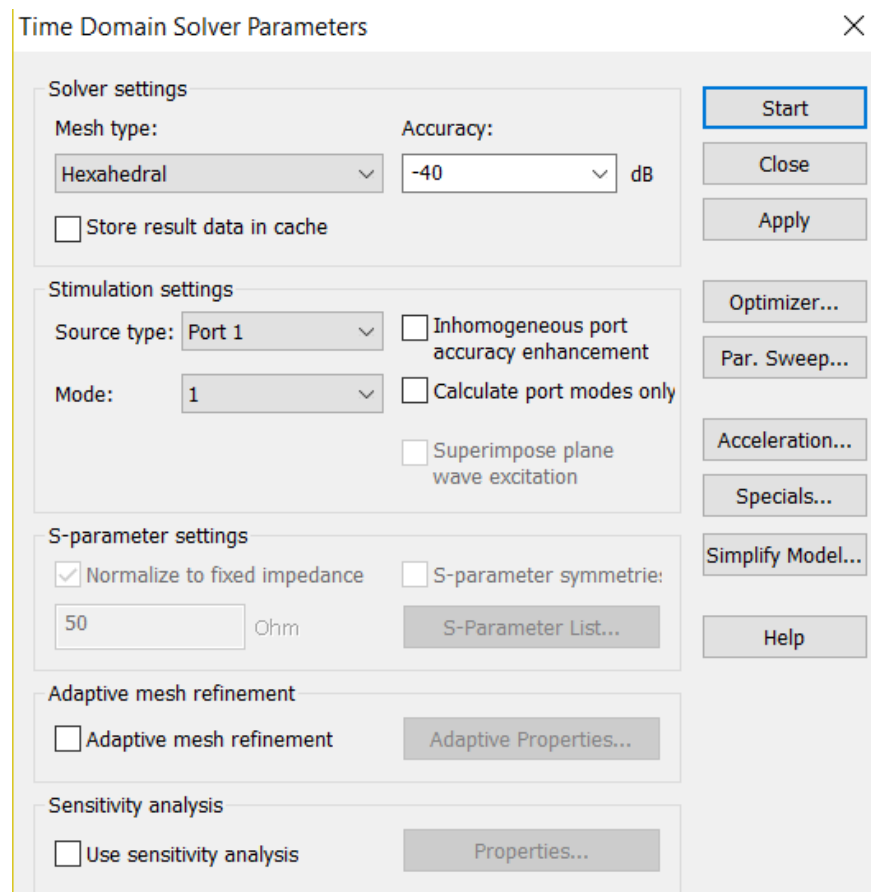 Time Domain Solver Parameters
Solver settings
Mesh type:
Accuracy:
Hexahedral
-40
dB
Store result data in cache
Stimulation settings
Source type:
Port 1
Inhomogeneous port
accuracy enhancement
Mode:
1
Calculate port modes only
Superimpose plane
wave excitation
S-parameter settings
Normalize to fixed impedance
S-parameter symmetries
50
Ohm
S-Parameter List...
Adaptive mesh refinement
Adaptive mesh refinement
Adaptive Properties...
Sensitivity analysis
Use sensitivity analysis
Properties...
Start
Close
Apply
Optimizer...
Par. Sweep...
Acceleration...
Specials...
Simplify Model...
Help